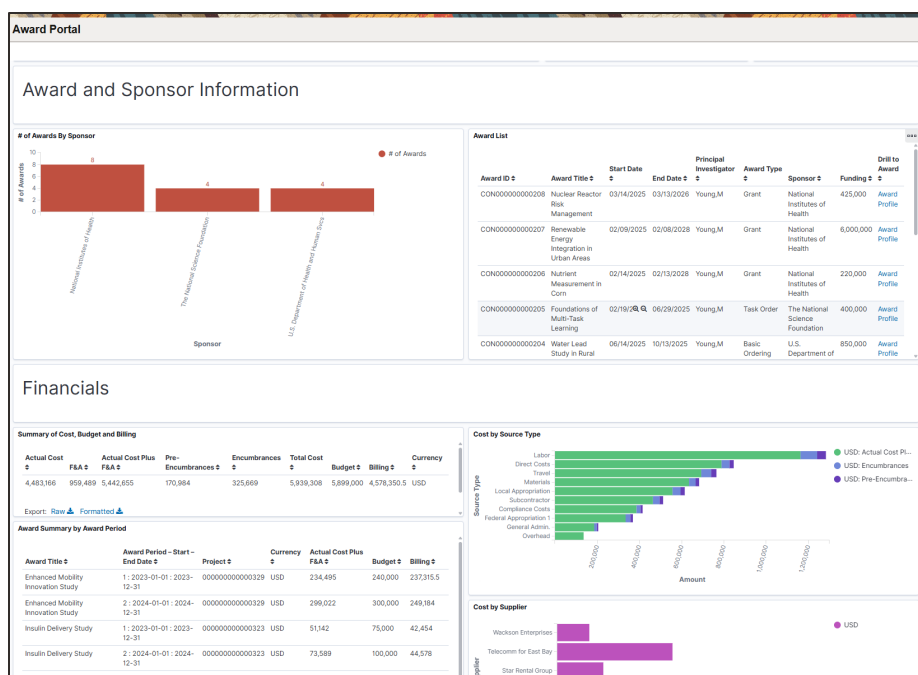 Award Portal
Award and Sponsor Information
# of Awards By Sponsor
# of Awards
10
8
6
4
2
0
8
4
4
National Institutes of Health
The National Science Foundation
U.S. Department of Health and Human Svcs
Sponsor
# of Awards
Award List
Award ID Award Title Start Date End Date Principal Investigator Award Type Sponsor Funding Drill to Award
CON000000000208 Nuclear Reactor Risk Management 03/14/2025 03/13/2026 Young,M Grant National Institutes of Health 425,000 Award Profile
CON000000000207 Renewable Energy Integration in Urban Areas 02/09/2025 02/08/2028 Young,M Grant National Institutes of Health 6,000,000 Award Profile
CON000000000206 Nutrient Measurement in Corn 02/14/2025 02/13/2028 Young,M Grant National Institutes of Health 220,000 Award Profile
CON000000000205 Foundations of Multi-Task Learning 02/19/2 06/29/2025 Young,M Task Order The National Science Foundation 400,000 Award Profile
CON000000000204 Water Lead Study in Rural 06/14/2025 10/13/2025 Young,M Basic Ordering U.S. Department of 850,000 Award Profile
Financials
Summary of Cost, Budget and Billing
Actual Cost F&A Actual Cost Plus F&A Pre-Encumbrances Encumbrances Total Cost Budget Billing Currency
4,483,166 959,489 5,442,655 170,984 325,669 5,939,308 5,899,000 4,578,350.5 USD
Export: Raw Formatted
Award Summary by Award Period
Award Title Award Period – Start – End Date Project Currency Actual Cost Plus F&A Budget Billing
Enhanced Mobility Innovation Study 1 : 2023-01-01 : 2023-12-31 000000000000329 USD 234,495 240,000 237,315.5
Enhanced Mobility Innovation Study 2 : 2024-01-01 : 2024-12-31 000000000000329 USD 299,022 300,000 249,184
Insulin Delivery Study 1 : 2023-01-01 : 2023-12-31 000000000000323 USD 51,142 75,000 42,454
Insulin Delivery Study 2 : 2024-01-01 : 2024-12-31 000000000000323 USD 73,589 100,000 44,578
Cost by Source Type
Source Type
Labor
Direct Costs
Travel
Materials
Local Appropriation
Subcontractor
Compliance Costs
Federal Appropriation 1
General Admin.
Overhead
200,000
400,000
600,000
800,000
1,000,000
1,200,000
Amount
USD: Actual Cost Pl...
USD: Encumbrances
USD: Pre-Encumbra...
Cost by Supplier
Wackson Enterprises
Telecomm for East Bay
Star Rental Group
USD